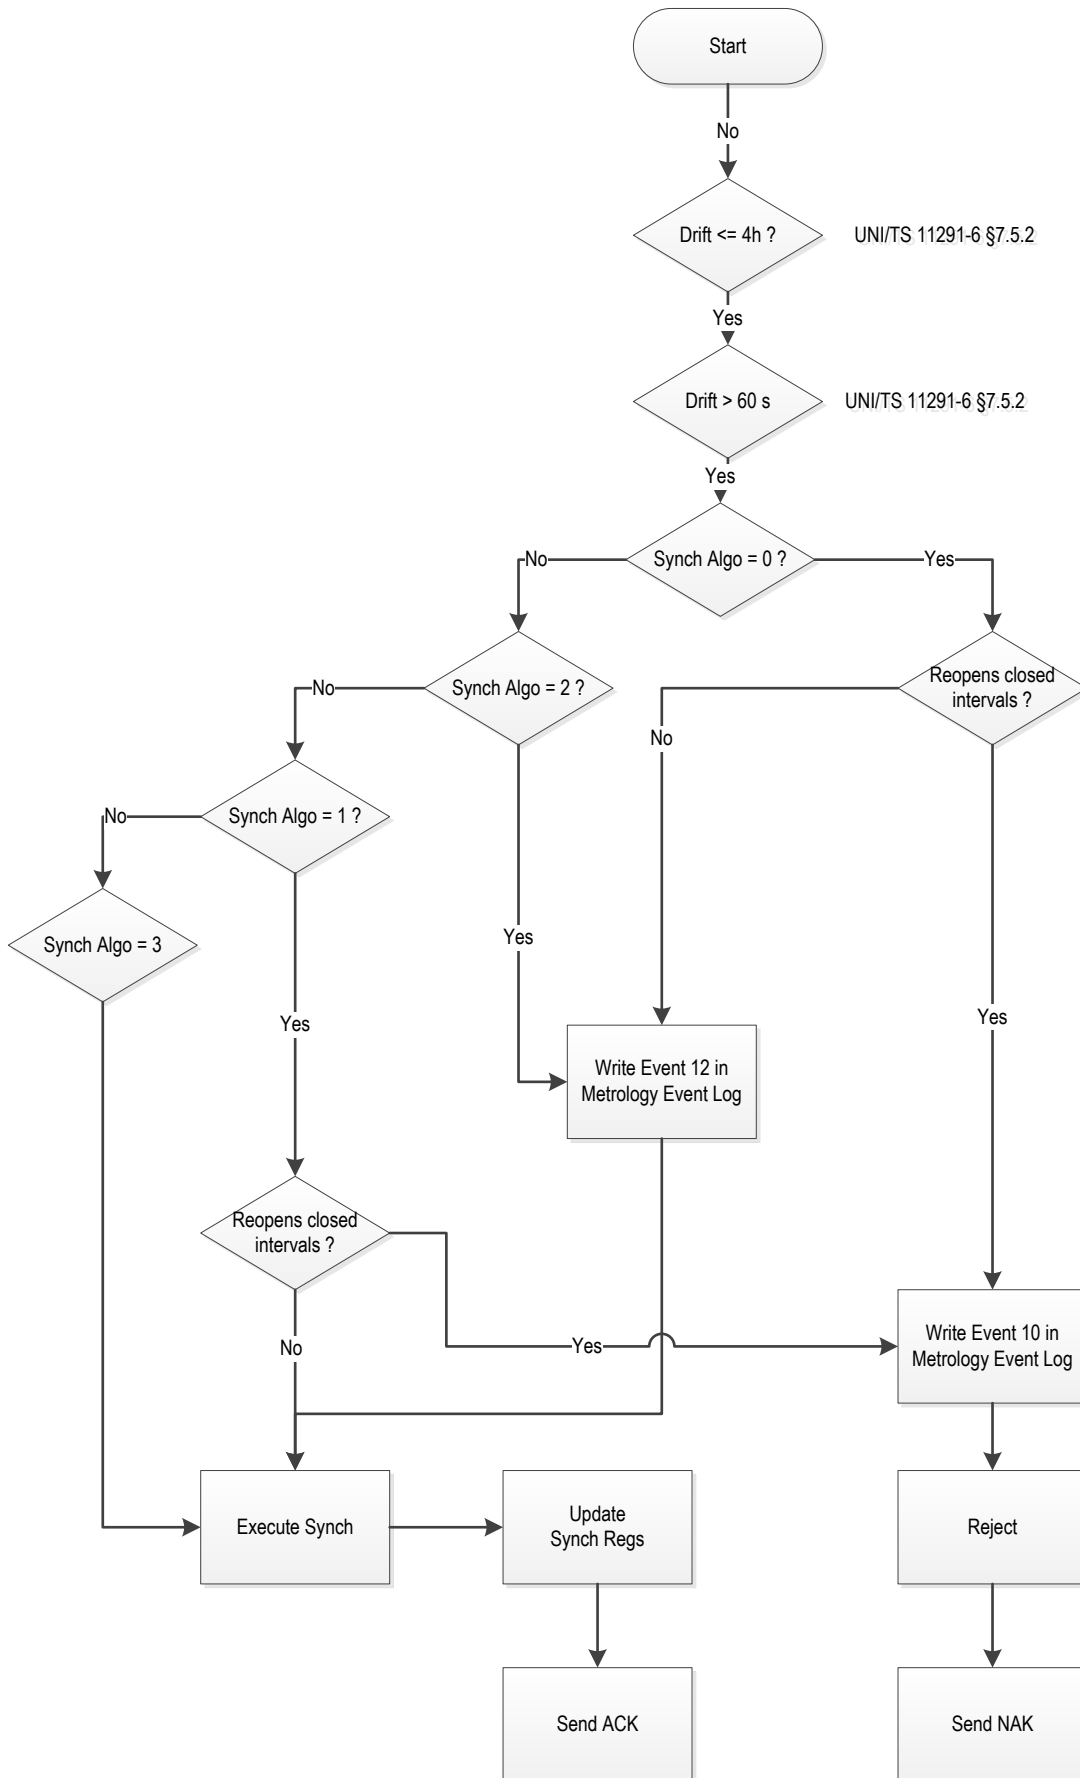 Start
No
Drift <= 4h ?
UNI/TS 11291-6 §7.5.2
Yes
Drift > 60 s
UNI/TS 11291-6 §7.5.2
Yes
No
Synch Algo = 0 ?
Yes
No
Synch Algo = 2 ?
Reopens closed
intervals ?
No
No
Synch Algo = 1 ?
Synch Algo = 3
Yes
Yes
Yes
Write Event 12 in
Metrology Event Log
Reopens closed
intervals ?
No
Yes
Write Event 10 in
Metrology Event Log
Execute Synch
Update
Synch Regs
Reject
Send ACK
Send NAK